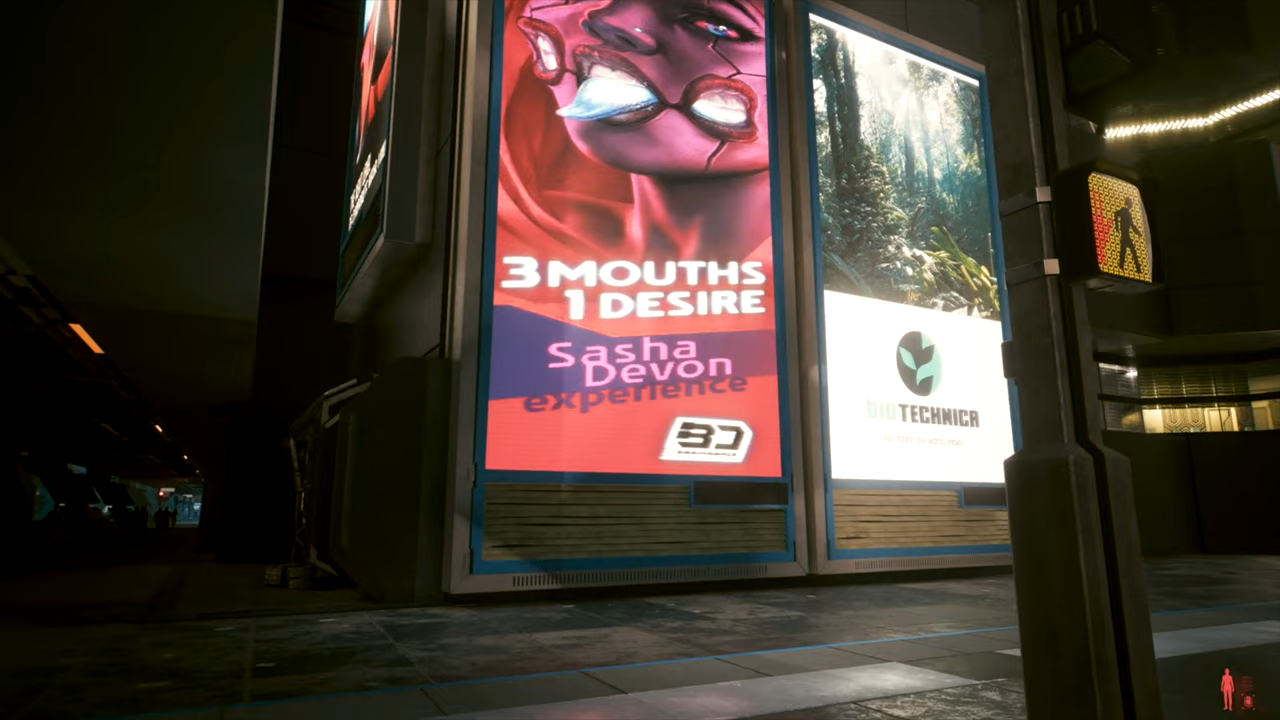 3 MOUTHS
1 DESIRE
Sasha
Devon
experience
BD
bioTECHNICA